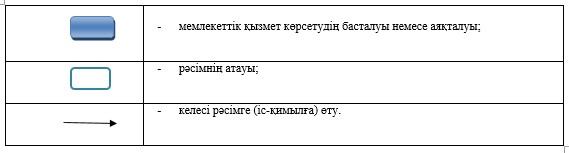 - мемлекеттік қызмет көрсетудің басталуы немесе аяқталуы;
- рәсімнің атауы;
- келесі рәсімге (іс-қимылға) өту.